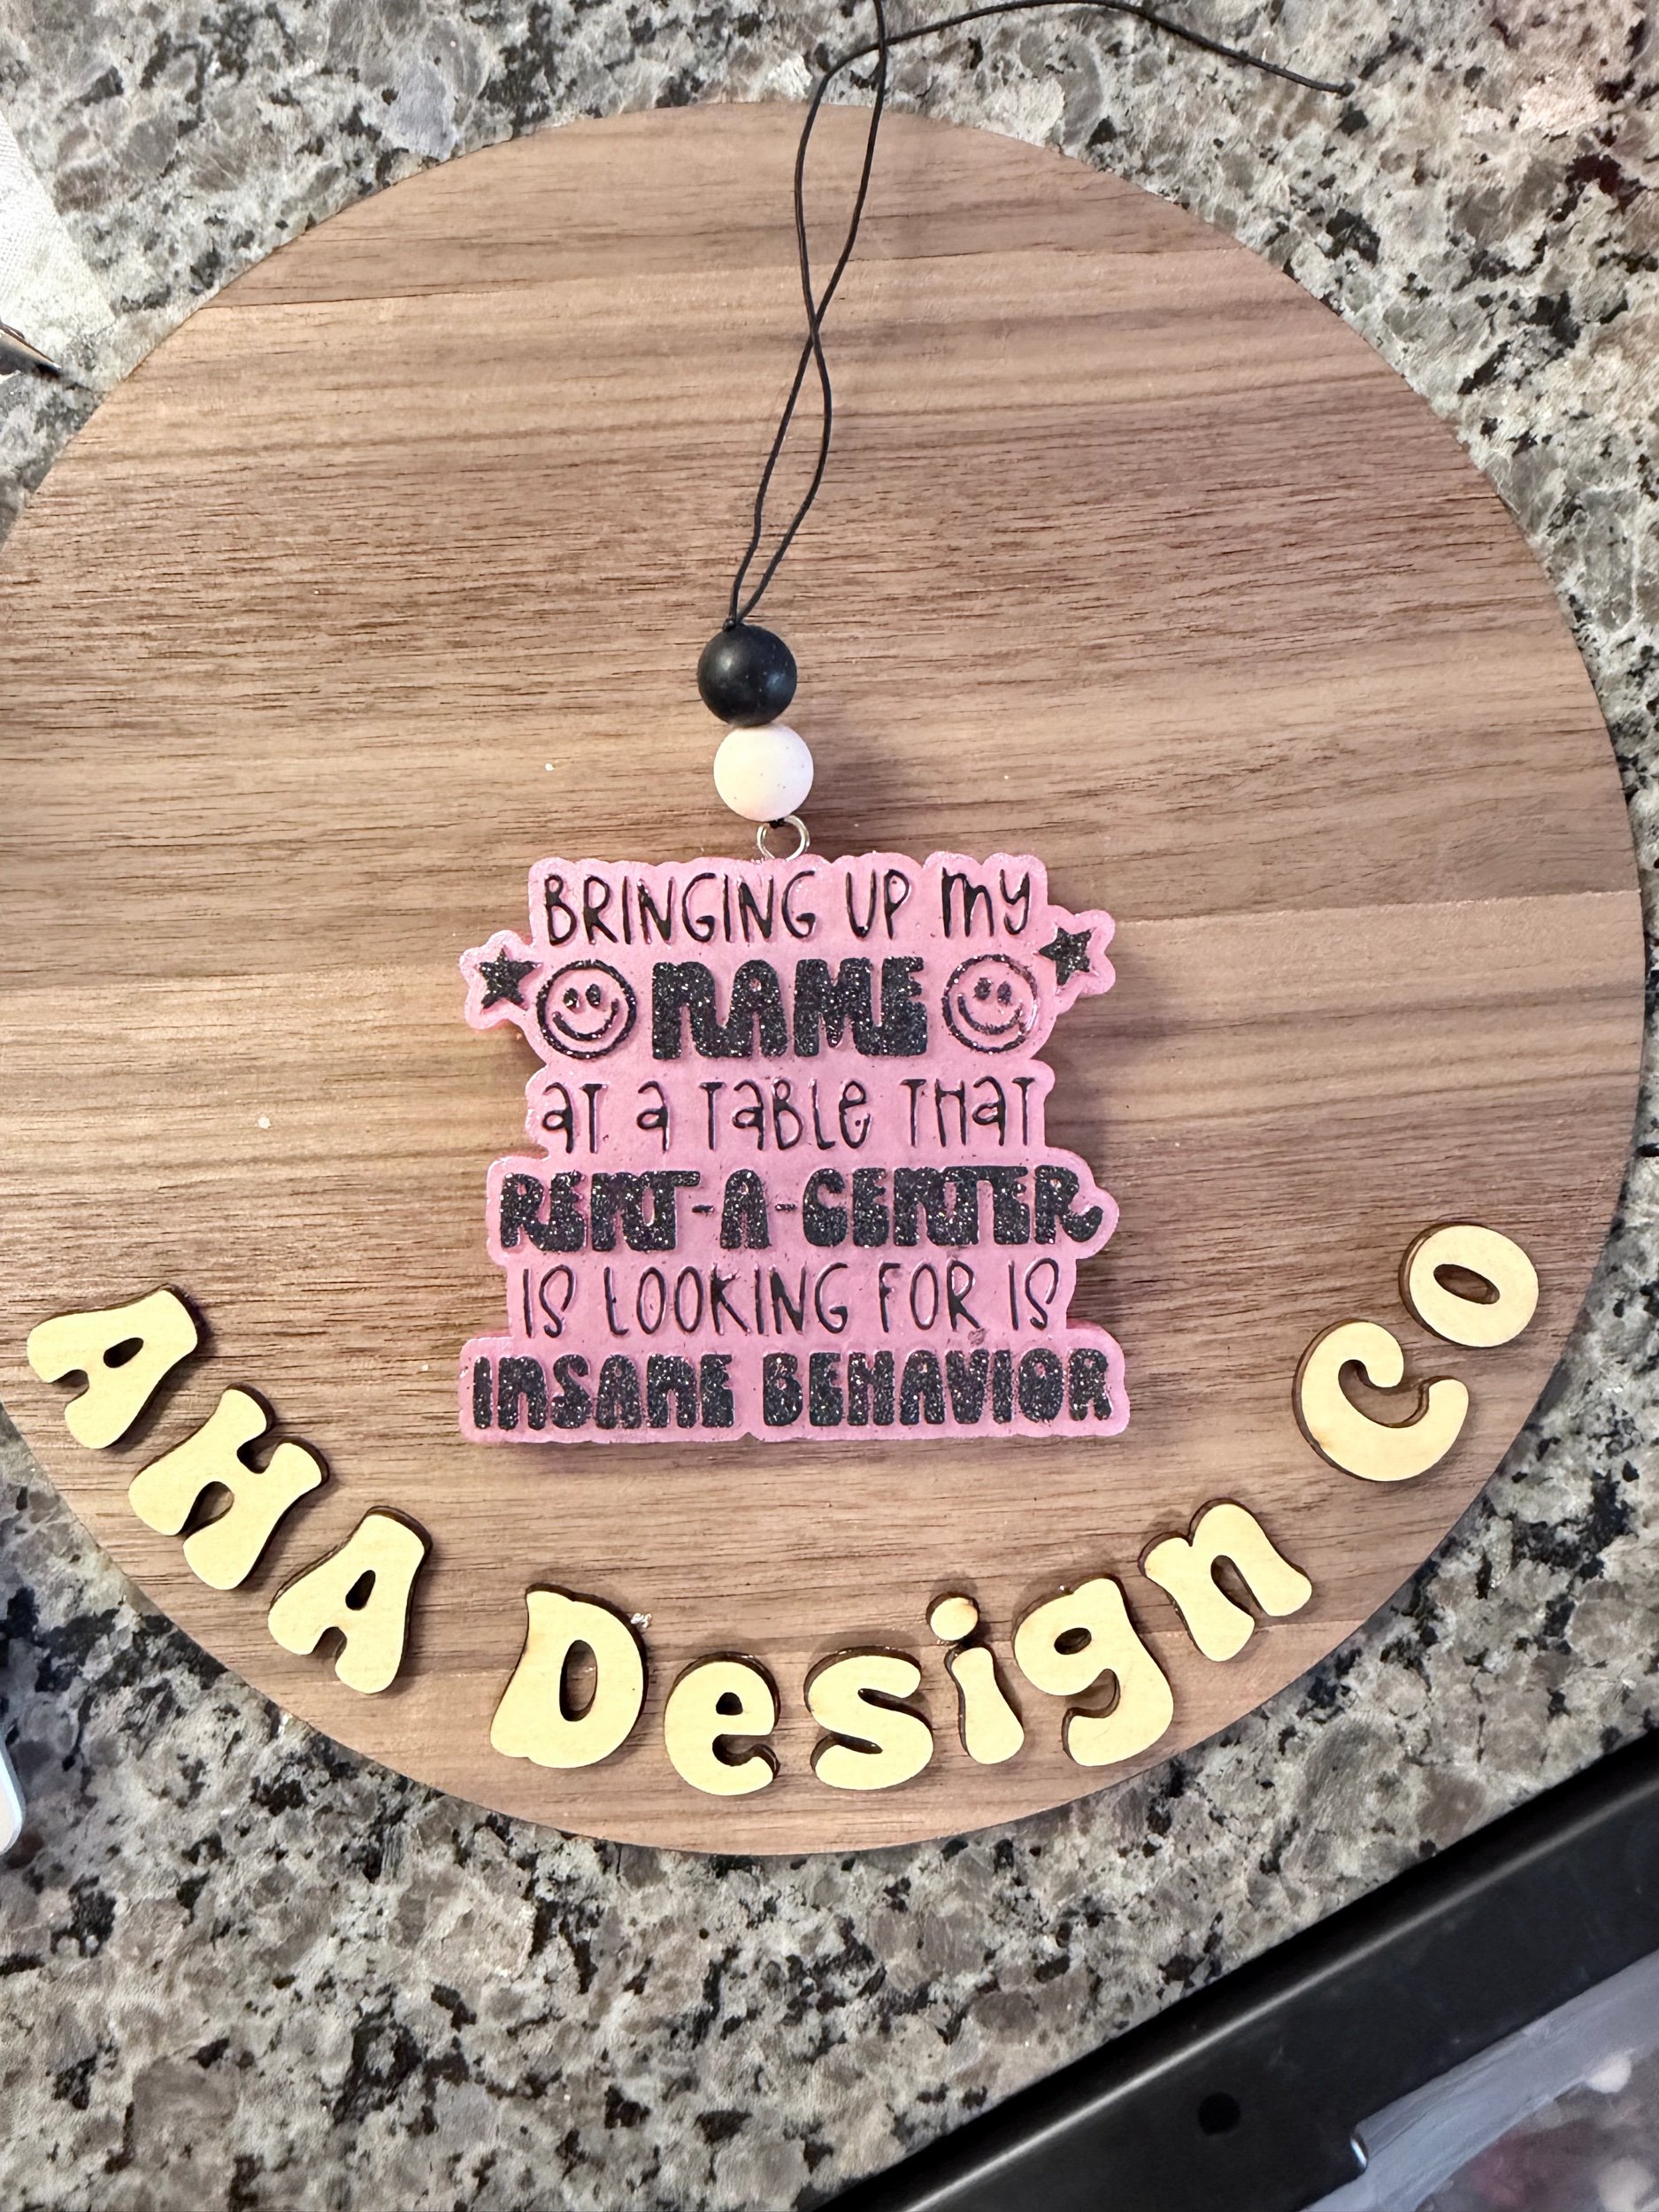 BRINGING UP MY
NAME
aT a TaBLe THaT
RENT-A-CENTER
IS LOOKING FOR IS
INSANE BEHAVIOR
AHA Design Co